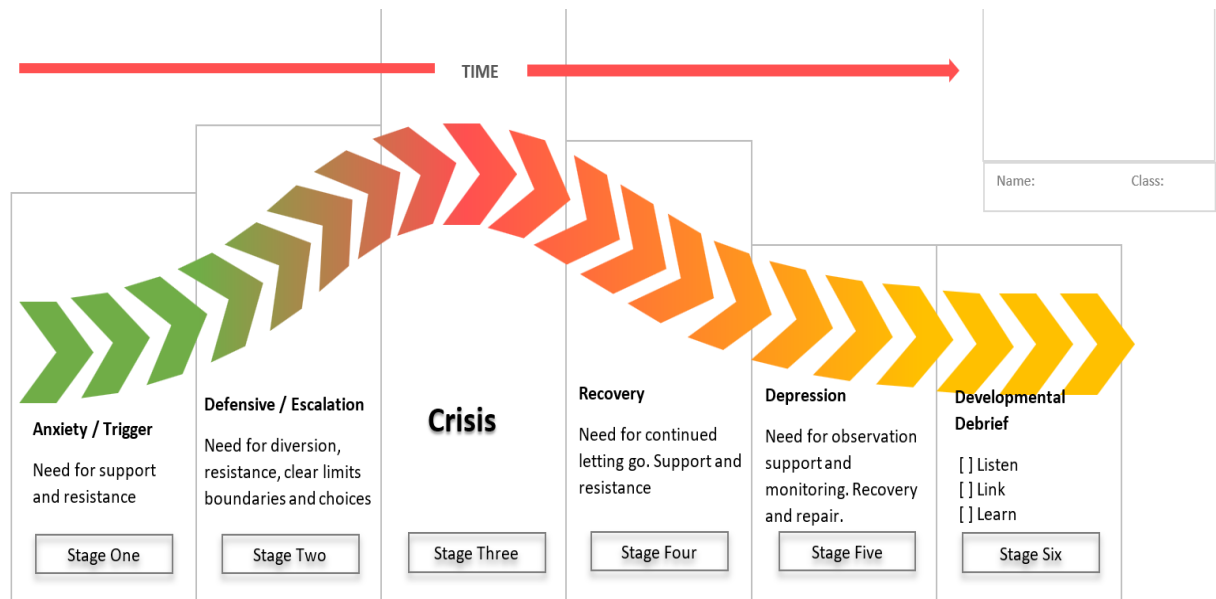 TIME
Name:
Class:
Anxiety / Trigger
Need for support
and resistance
Stage One
Defensive / Escalation
Need for diversion,
resistance, clear limits
boundaries and choices
Stage Two
Crisis
Stage Three
Recovery
Need for continued
letting go. Support and
resistance
Stage Four
Depression
Need for observation
support and
monitoring. Recovery
and repair.
Stage Five
Developmental
Debrief
[ ] Listen
[ ] Link
[ ] Learn
Stage Six